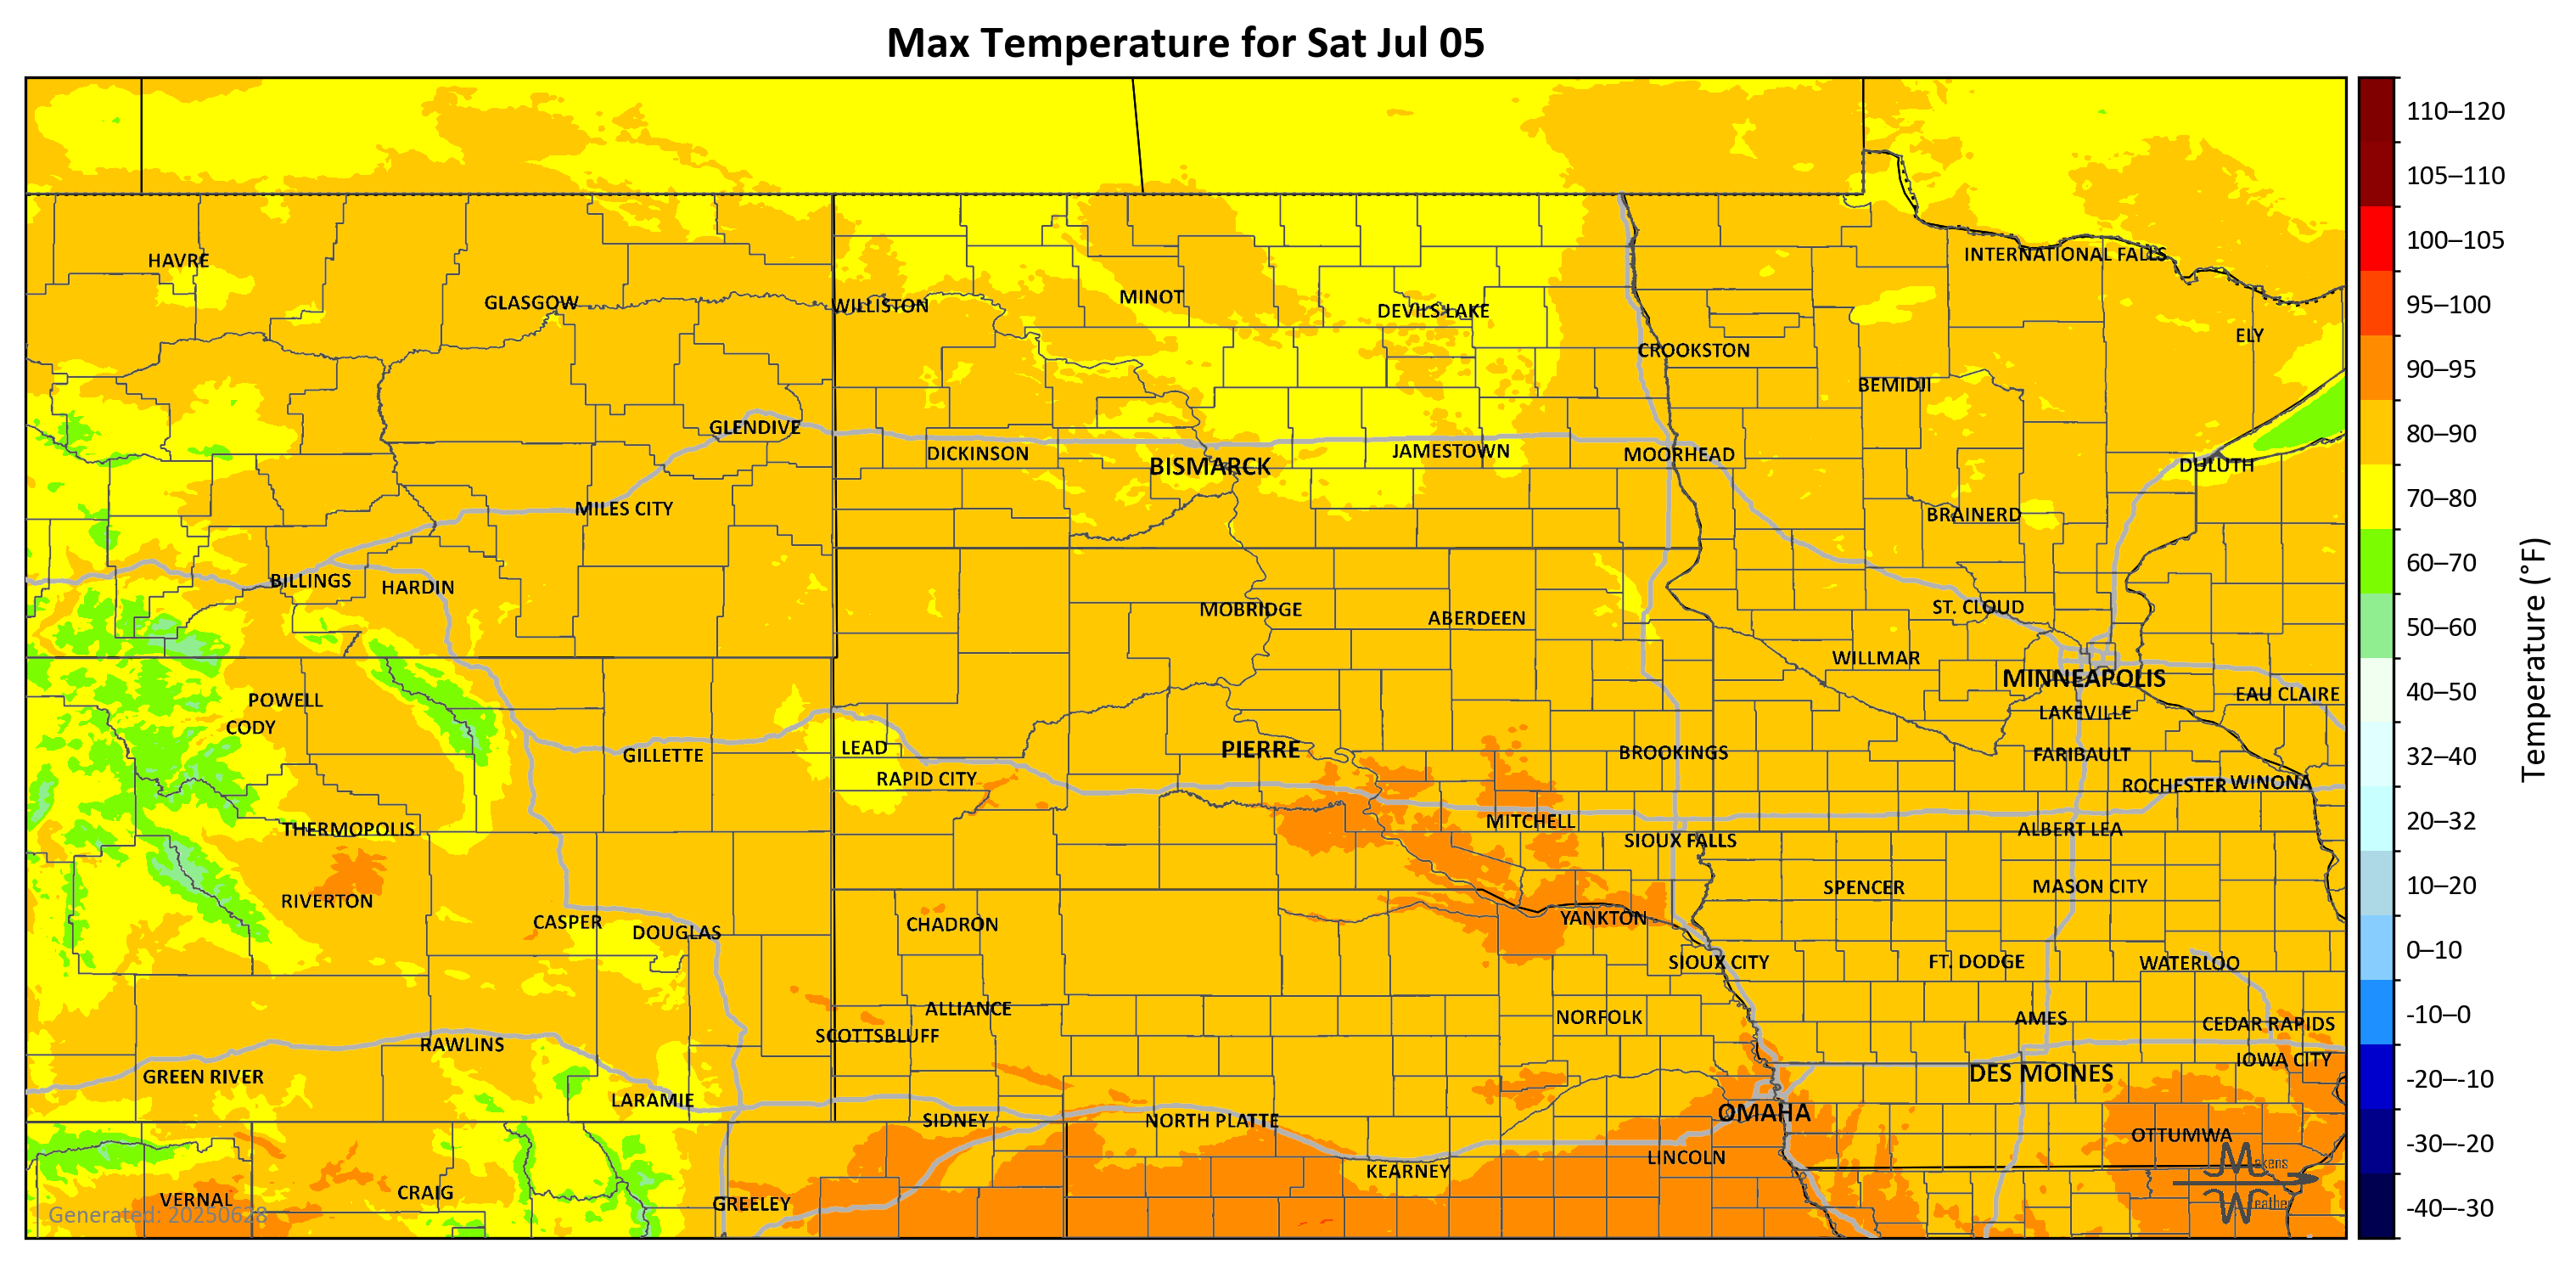 Max Temperature for Sat Jul 05
110–120
105–110
100–105
95–100
90–95
80–90
70–80
60–70
50–60
40–50
32–40
20–32
10–20
0–10
-10–0
-20–-10
-30–-20
-40–-30
Temperature (°F)
HAVRE
INTERNATIONAL FALLS
GLASGOW
WILLISTON
MINOT
DEVILS LAKE
ELY
CROOKSTON
BEMIDJI
GLENDIVE
DICKINSON
BISMARCK
JAMESTOWN
MOORHEAD
DULUTH
MILES CITY
BRAINERD
BILLINGS
HARDIN
MOBRIDGE
ABERDEEN
ST. CLOUD
WILLMAR
MINNEAPOLIS
EAU CLAIRE
POWELL
CODY
LAKEVILLE
GILLETTE
LEAD
PIERRE
BROOKINGS
FARIBAULT
RAPID CITY
ROCHESTER
WINONA
THERMOPOLIS
MITCHELL
SIOUX FALLS
ALBERT LEA
RIVERTON
SPENCER
MASON CITY
CASPER
DOUGLAS
CHADRON
YANKTON
SIOUX CITY
FT. DODGE
WATERLOO
ALLIANCE
NORFOLK
AMES
CEDAR RAPIDS
SCOTTSBLUFF
RAWLINS
IOWA CITY
GREEN RIVER
DES MOINES
LARAMIE
SIDNEY
NORTH PLATTE
OMAHA
OTTUMWA
LINCOLN
KEARNEY
VERNAL
CRAIG
GREELEY
Generated: 20250628
Makens
Weather